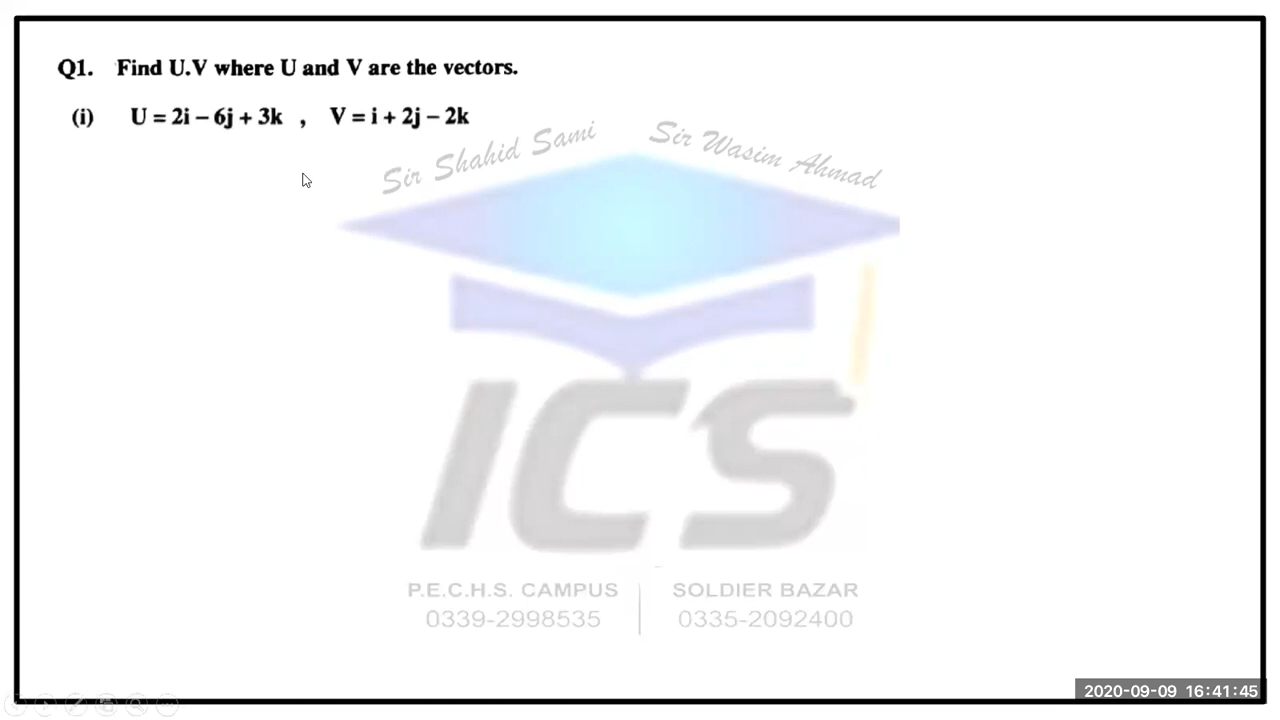 Q1. Find U.V where U and V are the vectors.
(i) U = 2i – 6j + 3k , V = i + 2j – 2k
Sir Shahid Sami Sir Wasim Ahmad
ICS
P.E.C.H.S. CAMPUS SOLDIER BAZAR
0339-2998535 0335-2092400
2020-09-09 16:41:45